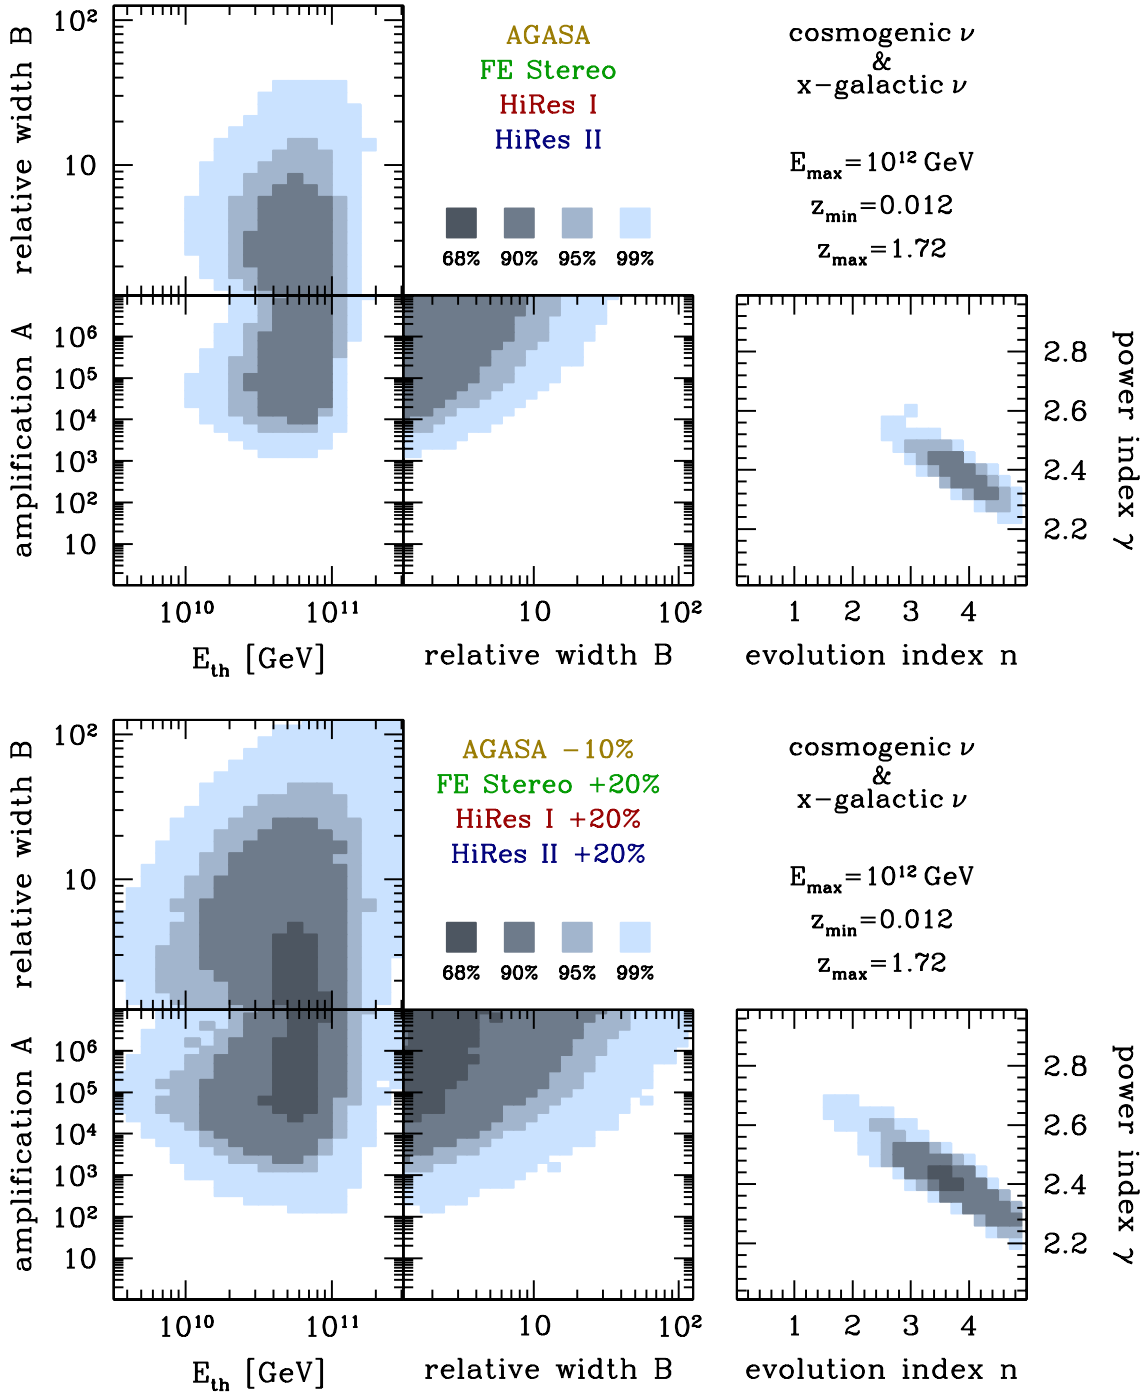 10²
10
relative width B
AGASA
FE Stereo
HiRes I
HiRes II
68% 90% 95% 99%
cosmogenic ν
&
x-galactic ν
E_max=10¹² GeV
z_min=0.012
z_max=1.72
10⁶
10⁵
10⁴
10³
10²
10
amplification A
10¹⁰ 10¹¹
E_th [GeV]
10 10²
relative width B
2.8
2.6
2.4
2.2
power index γ
1 2 3 4
evolution index n
10²
10
relative width B
AGASA −10%
FE Stereo +20%
HiRes I +20%
HiRes II +20%
68% 90% 95% 99%
cosmogenic ν
&
x-galactic ν
E_max=10¹² GeV
z_min=0.012
z_max=1.72
10⁶
10⁵
10⁴
10³
10²
10
amplification A
10¹⁰ 10¹¹
E_th [GeV]
10 10²
relative width B
2.8
2.6
2.4
2.2
power index γ
1 2 3 4
evolution index n